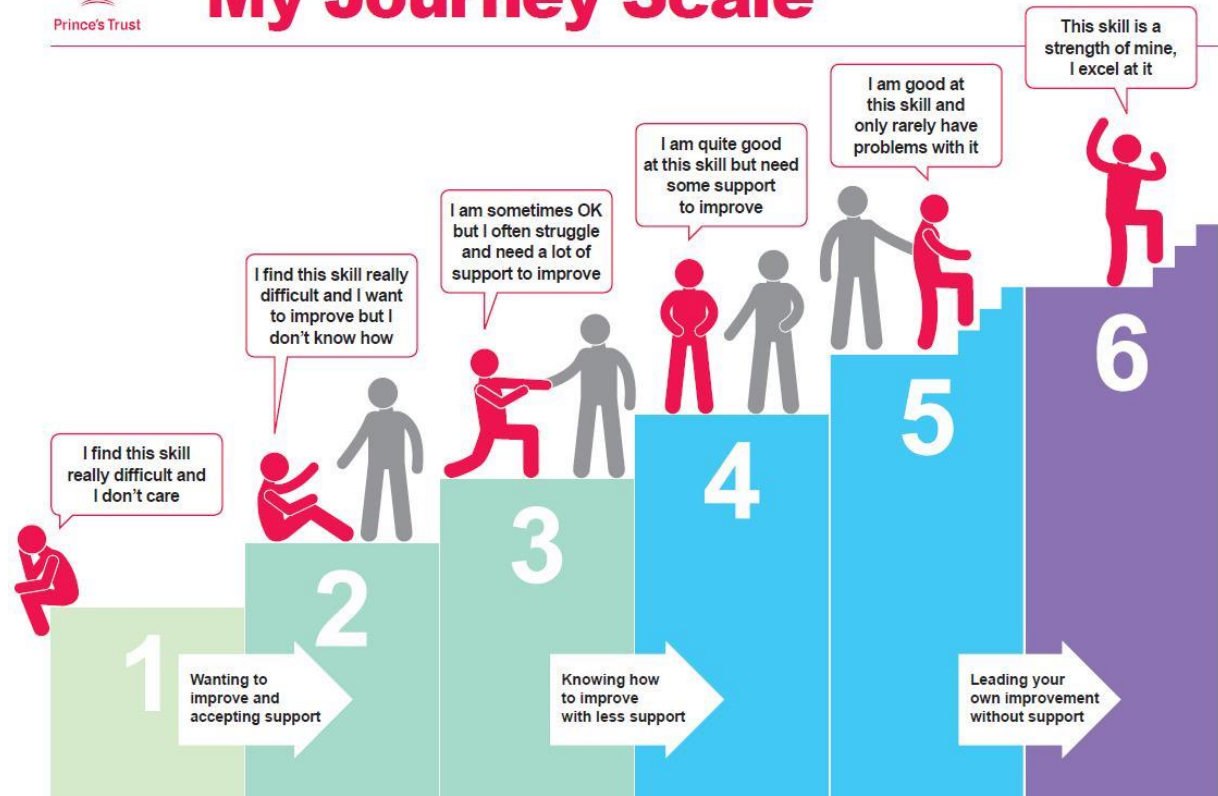 Prince's Trust
My Journey Scale
This skill is a
strength of mine,
I excel at it
I am good at
this skill and
only rarely have
problems with it
I am quite good
at this skill but need
some support
to improve
I am sometimes OK
but I often struggle
and need a lot of
support to improve
I find this skill really
difficult and I want
to improve but I
don't know how
I find this skill
really difficult and
I don't care
1
2
3
4
5
6
Wanting to
improve and
accepting support
Knowing how
to improve
with less support
Leading your
own improvement
without support